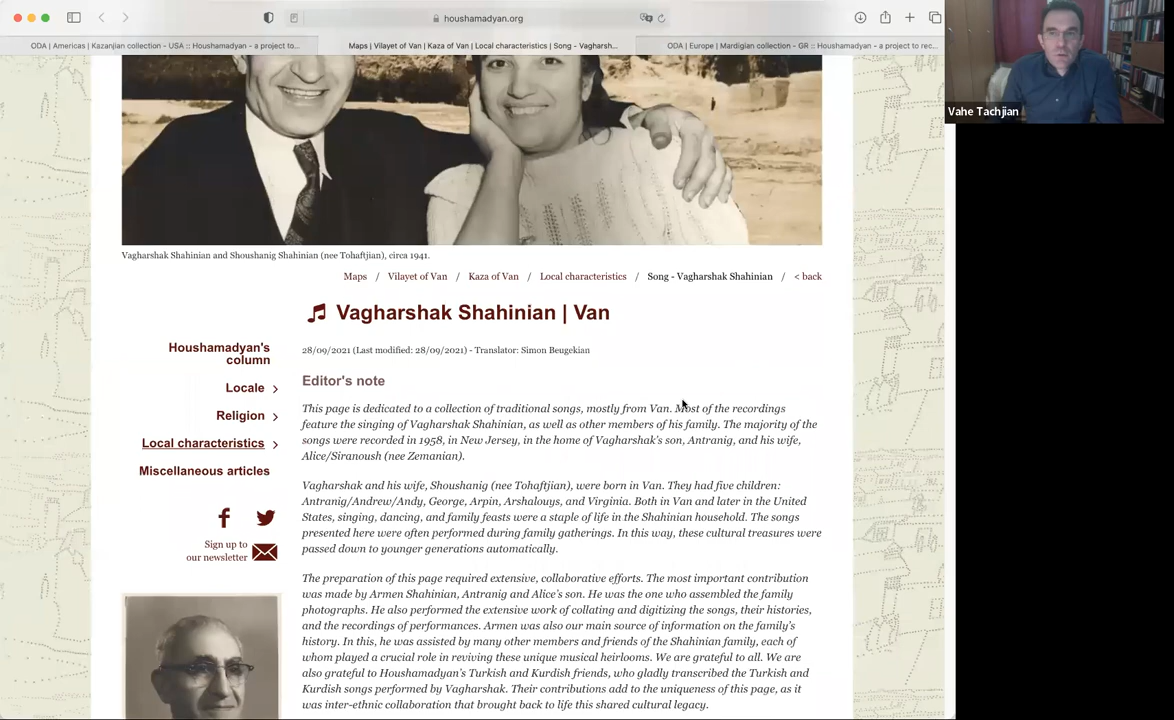 houshamadyan.org
ODA | Americas | Kazanjian collection - USA :: Houshamadyan - a project to...
Maps | Vilayet of Van | Kaza of Van | Local characteristics | Song - Vagharsh...
ODA | Europe | Mardigian collection - GR :: Houshamadyan - a project to rec...
Vahe Tachjian
Vagharshak Shahinian and Shoushanig Shahinian (nee Tohaftjian), circa 1941.
Maps / Vilayet of Van / Kaza of Van / Local characteristics / Song - Vagharshak Shahinian / < back
Vagharshak Shahinian | Van
Houshamadyan's
column
Locale
Religion
Local characteristics
Miscellaneous articles
Sign up to
our newsletter
28/09/2021 (Last modified: 28/09/2021) - Translator: Simon Beugekian
Editor's note
This page is dedicated to a collection of traditional songs, mostly from Van. Most of the recordings
feature the singing of Vagharshak Shahinian, as well as other members of his family. The majority of the
songs were recorded in 1958, in New Jersey, in the home of Vagharshak's son, Antranig, and his wife,
Alice/Siranoush (nee Zemanian).
Vagharshak and his wife, Shoushanig (nee Tohaftjian), were born in Van. They had five children:
Antranig/Andrew/Andy, George, Arpin, Arshalouys, and Virginia. Both in Van and later in the United
States, singing, dancing, and family feasts were a staple of life in the Shahinian household. The songs
presented here were often performed during family gatherings. In this way, these cultural treasures were
passed down to younger generations automatically.
The preparation of this page required extensive, collaborative efforts. The most important contribution
was made by Armen Shahinian, Antranig and Alice's son. He was the one who assembled the family
photographs. He also performed the extensive work of collating and digitizing the songs, their histories,
and the recordings of performances. Armen was also our main source of information on the family's
history. In this, he was assisted by many other members and friends of the Shahinian family, each of
whom played a crucial role in reviving these unique musical heirlooms. We are grateful to all. We are
also grateful to Houshamadyan's Turkish and Kurdish friends, who gladly transcribed the Turkish and
Kurdish songs performed by Vagharshak. Their contributions add to the uniqueness of this page, as it
was inter-ethnic collaboration that brought back to life this shared cultural legacy.